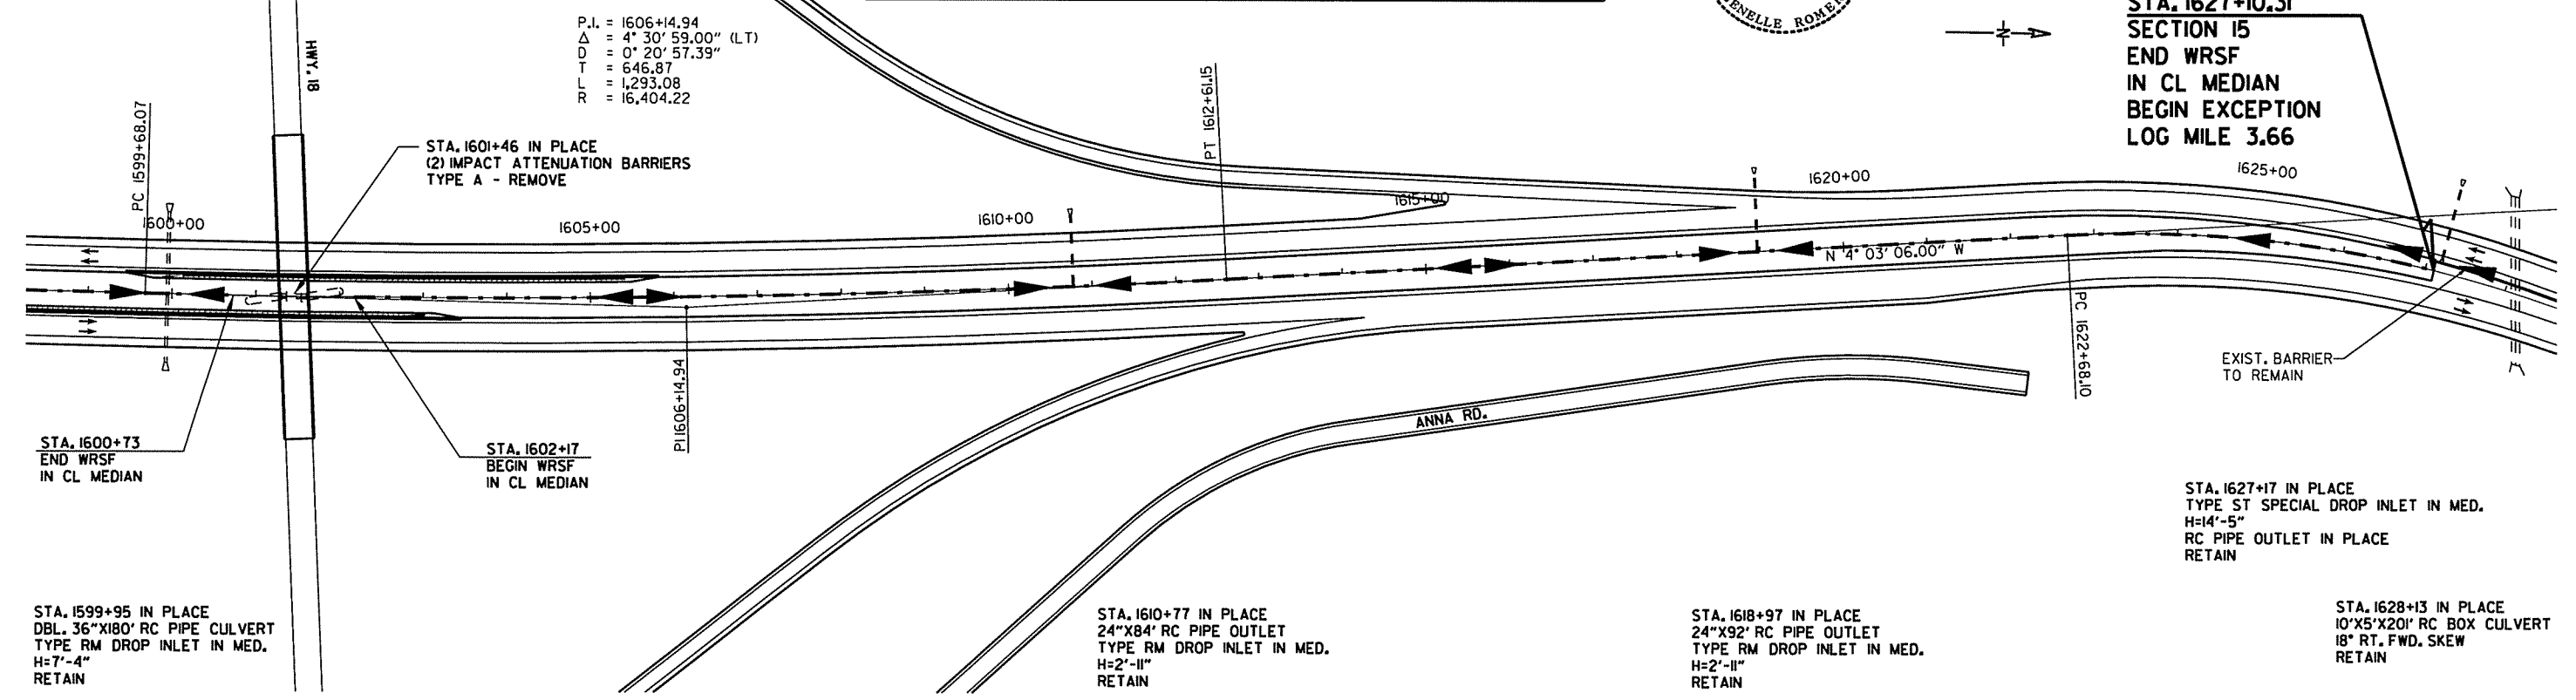 P.I. = 1606+14.94
Δ = 4° 30' 59.00" (LT)
D = 0° 20' 57.39"
T = 646.87
L = 1,293.08
R = 16,404.22
ENELLE ROME
STA. 1627+10.31
SECTION 15
END WRSF
IN CL MEDIAN
BEGIN EXCEPTION
LOG MILE 3.66
HWY. 18
PC 1599+68.07
STA. 1601+46 IN PLACE
(2) IMPACT ATTENUATION BARRIERS
TYPE A - REMOVE
PT 1612+61.15
1600+00
1605+00
1610+00
1615+00
1620+00
1625+00
N 4° 03' 06.00" W
PI 1606+14.94
PC 1622+68.10
EXIST. BARRIER
TO REMAIN
ANNA RD.
STA. 1600+73
END WRSF
IN CL MEDIAN
STA. 1602+17
BEGIN WRSF
IN CL MEDIAN
STA. 1627+17 IN PLACE
TYPE ST SPECIAL DROP INLET IN MED.
H=14'-5"
RC PIPE OUTLET IN PLACE
RETAIN
STA. 1599+95 IN PLACE
DBL. 36"X180' RC PIPE CULVERT
TYPE RM DROP INLET IN MED.
H=7'-4"
RETAIN
STA. 1610+77 IN PLACE
24"X84' RC PIPE OUTLET
TYPE RM DROP INLET IN MED.
H=2'-11"
RETAIN
STA. 1618+97 IN PLACE
24"X92' RC PIPE OUTLET
TYPE RM DROP INLET IN MED.
H=2'-11"
RETAIN
STA. 1628+13 IN PLACE
10'X5'X201' RC BOX CULVERT
18° RT. FWD. SKEW
RETAIN